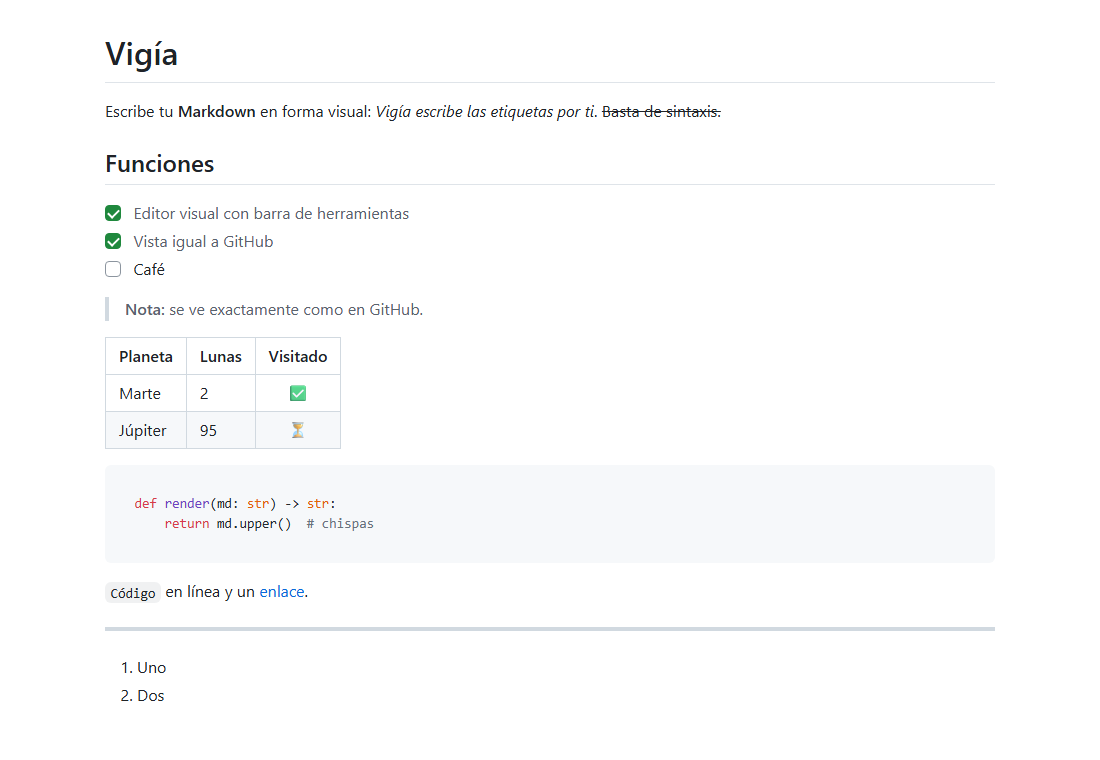 Vigía
Escribe tu Markdown en forma visual: Vigía escribe las etiquetas por ti. Basta de sintaxis.
Funciones
Editor visual con barra de herramientas
Vista igual a GitHub
Café
Nota: se ve exactamente como en GitHub.
Planeta Lunas Visitado
Marte 2 ✅
Júpiter 95 ⏳
def render(md: str) -> str:
    return md.upper()  # chispas
Código en línea y un enlace.
1. Uno
2. Dos